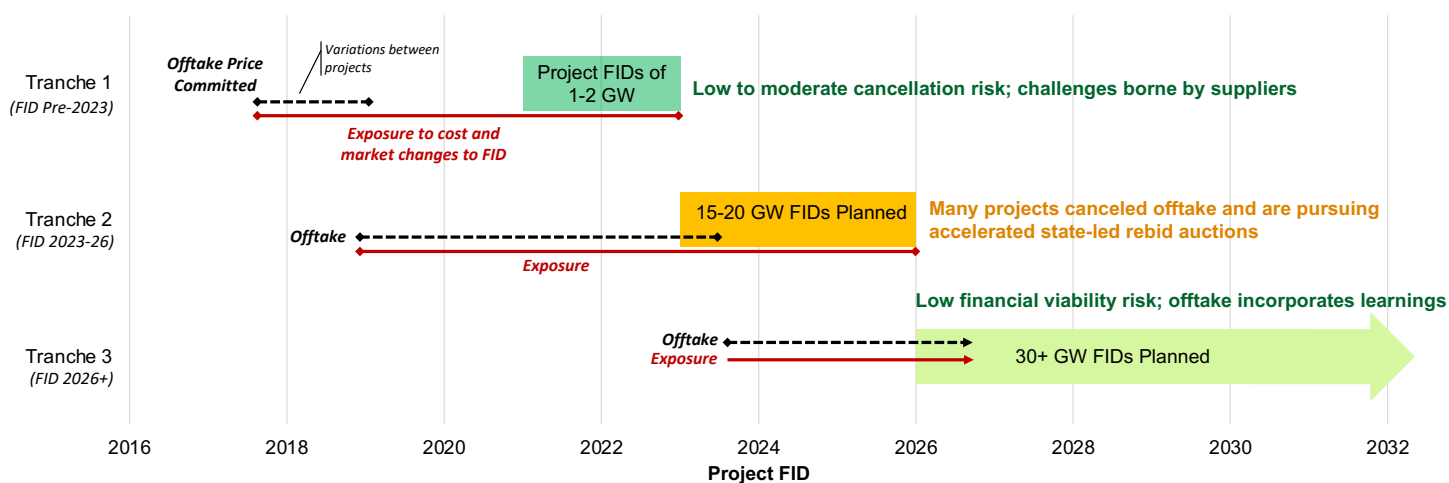 Tranche 1
(FID Pre-2023)
Offtake Price
Committed
Variations between
projects
Project FIDs of
1-2 GW
Low to moderate cancellation risk; challenges borne by suppliers
Exposure to cost and
market changes to FID
Tranche 2
(FID 2023-26)
Offtake
15-20 GW FIDs Planned
Many projects canceled offtake and are pursuing
accelerated state-led rebid auctions
Exposure
Low financial viability risk; offtake incorporates learnings
Tranche 3
(FID 2026+)
Offtake
Exposure
30+ GW FIDs Planned
2016 2018 2020 2022 2024 2026 2028 2030 2032
Project FID